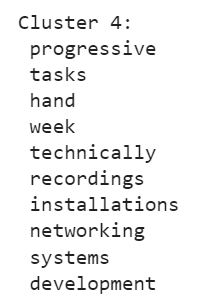 Cluster 4:
progressive
tasks
hand
week
technically
recordings
installations
networking
systems
development